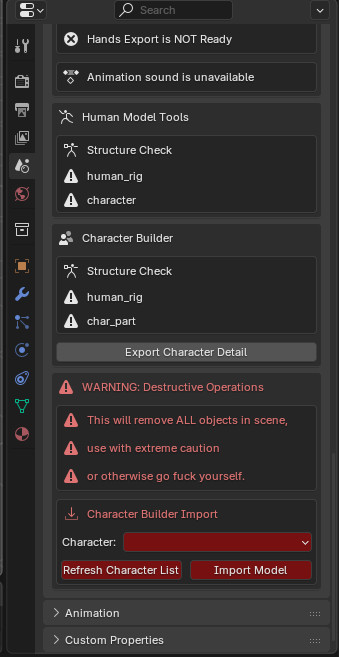 Search
Hands Export is NOT Ready
Animation sound is unavailable
Human Model Tools
Structure Check
human_rig
character
Character Builder
Structure Check
human_rig
char_part
Export Character Detail
WARNING: Destructive Operations
This will remove ALL objects in scene,
use with extreme caution
or otherwise go fuck yourself.
Character Builder Import
Character:
Refresh Character List
Import Model
Animation
Custom Properties